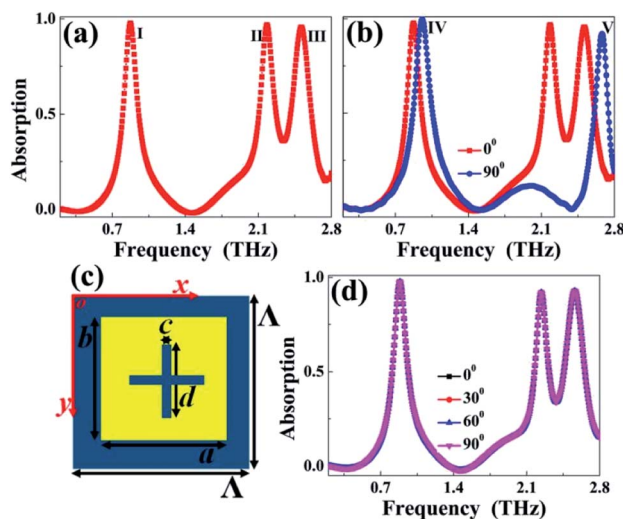 (a)
I
II
III
1.0
0.5
0.0
Absorption
0.7
1.4
2.1
2.8
Frequency (THz)
(b)
IV
V
0⁰
90⁰
0.7
1.4
2.1
2.8
Frequency (THz)
(c)
o
x
y
Λ
Λ
a
b
c
d
(d)
1.0
0.5
0.0
Absorption
0⁰
30⁰
60⁰
90⁰
0.7
1.4
2.1
2.8
Frequency (THz)